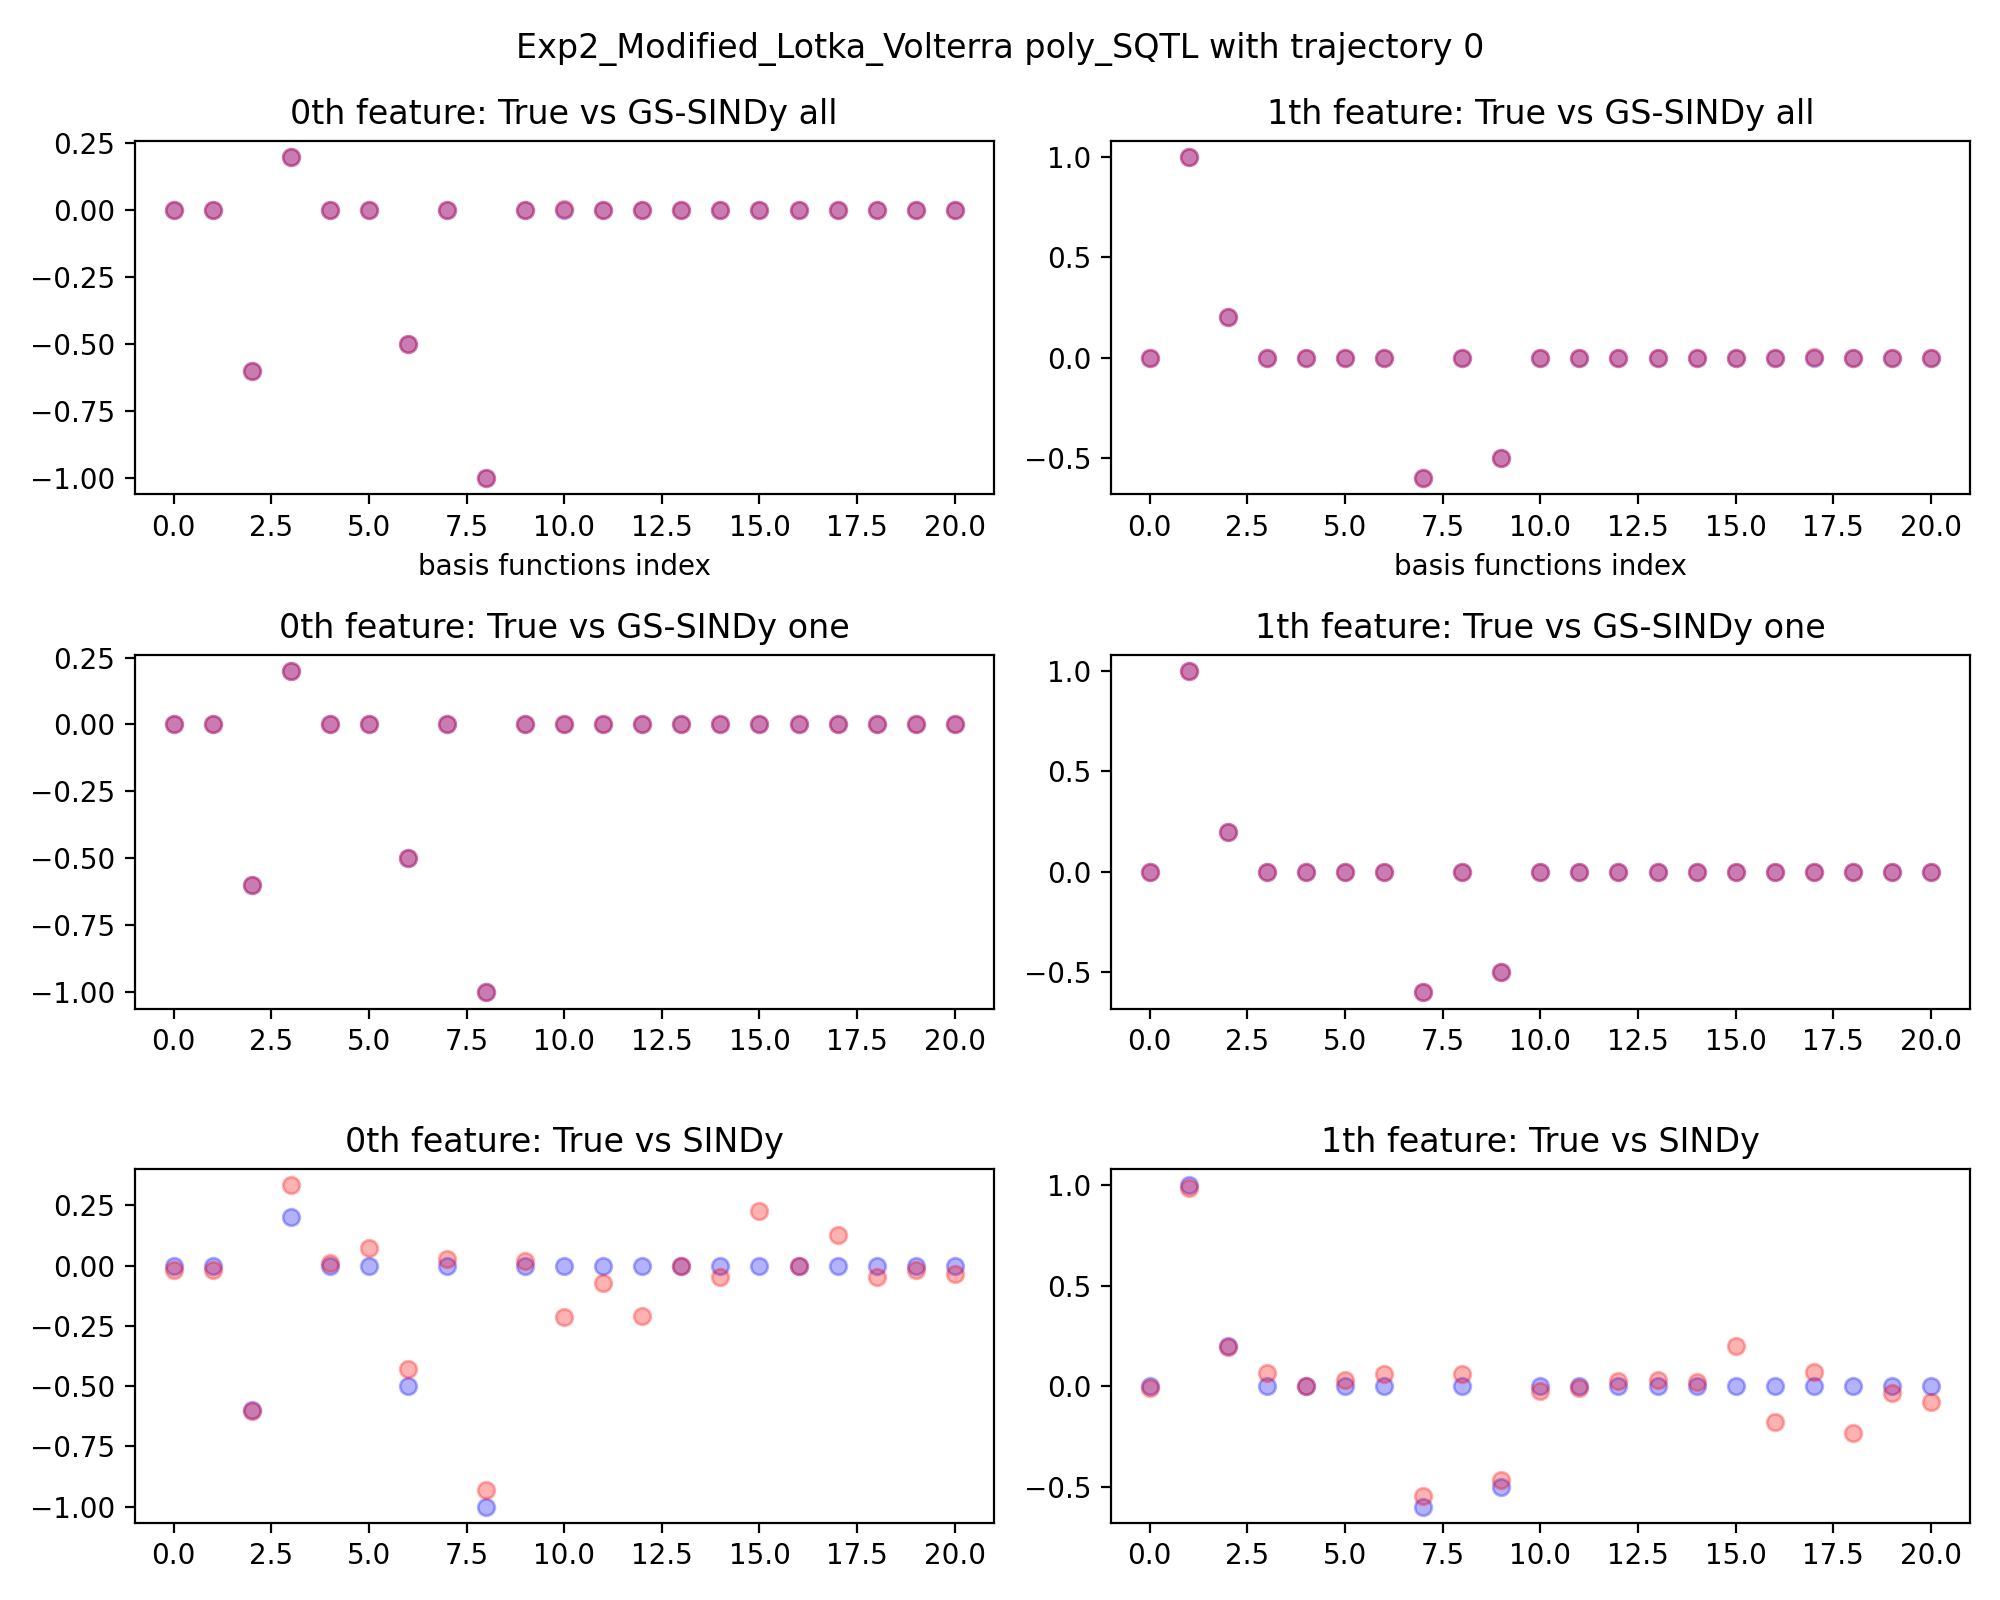 Exp2_Modified_Lotka_Volterra poly_SQTL with trajectory 0
0th feature: True vs GS-SINDy all
0.25
0.00
−0.25
−0.50
−0.75
−1.00
0.0 2.5 5.0 7.5 10.0 12.5 15.0 17.5 20.0
basis functions index
1th feature: True vs GS-SINDy all
1.0
0.5
0.0
−0.5
0.0 2.5 5.0 7.5 10.0 12.5 15.0 17.5 20.0
basis functions index
0th feature: True vs GS-SINDy one
0.25
0.00
−0.25
−0.50
−0.75
−1.00
0.0 2.5 5.0 7.5 10.0 12.5 15.0 17.5 20.0
1th feature: True vs GS-SINDy one
1.0
0.5
0.0
−0.5
0.0 2.5 5.0 7.5 10.0 12.5 15.0 17.5 20.0
0th feature: True vs SINDy
0.25
0.00
−0.25
−0.50
−0.75
−1.00
0.0 2.5 5.0 7.5 10.0 12.5 15.0 17.5 20.0
1th feature: True vs SINDy
1.0
0.5
0.0
−0.5
0.0 2.5 5.0 7.5 10.0 12.5 15.0 17.5 20.0